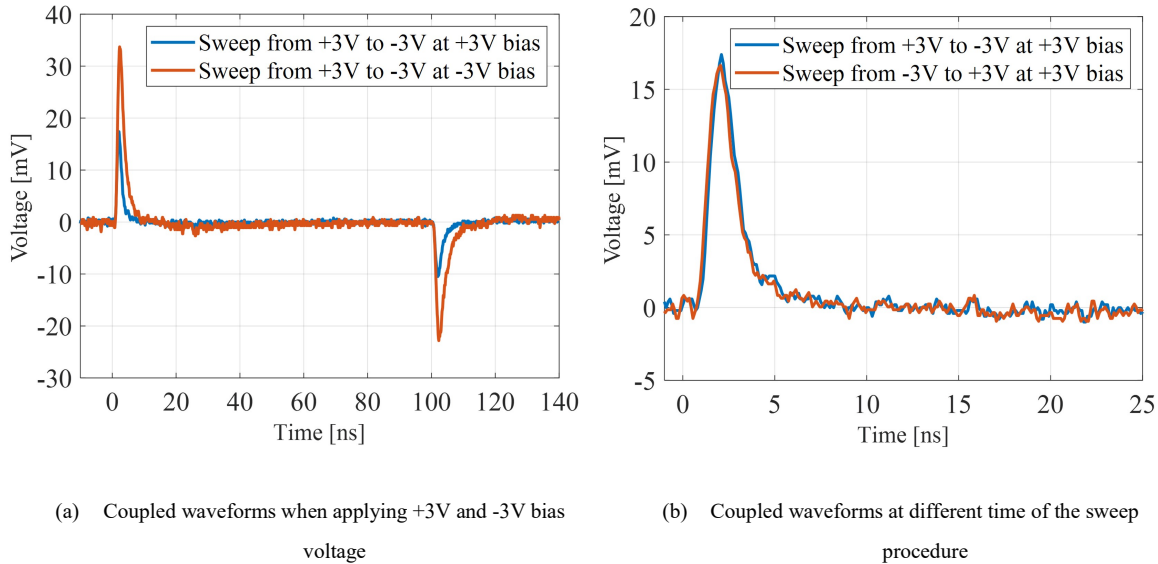 40
30
20
10
0
-10
-20
-30
Voltage [mV]
Sweep from +3V to -3V at +3V bias
Sweep from +3V to -3V at -3V bias
0
20
40
60
80
100
120
140
Time [ns]
(a) Coupled waveforms when applying +3V and -3V bias
voltage
20
15
10
5
0
-5
Voltage [mV]
Sweep from +3V to -3V at +3V bias
Sweep from -3V to +3V at +3V bias
0
5
10
15
20
25
Time [ns]
(b) Coupled waveforms at different time of the sweep
procedure